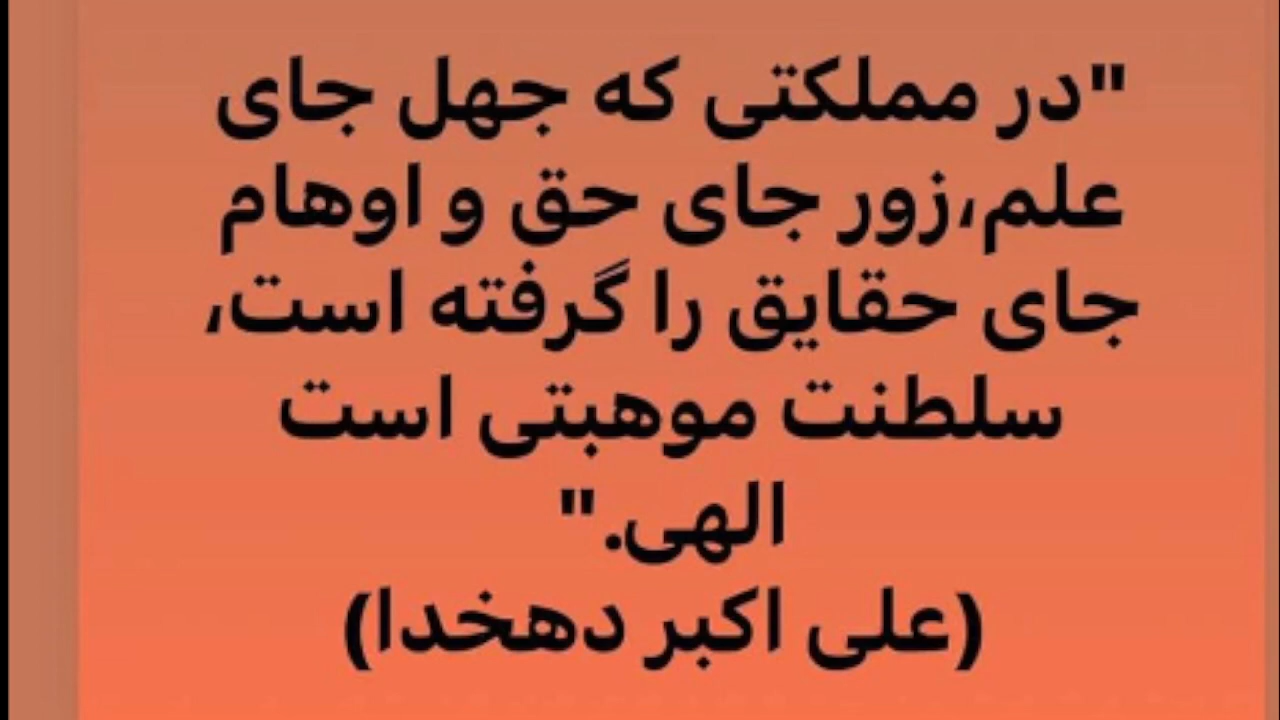 "در مملکتی که جهل جای
علم،زور جای حق و اوهام
جای حقایق را گرفته است،
سلطنت موهبتی است
الهی."
(علی اکبر دهخدا)